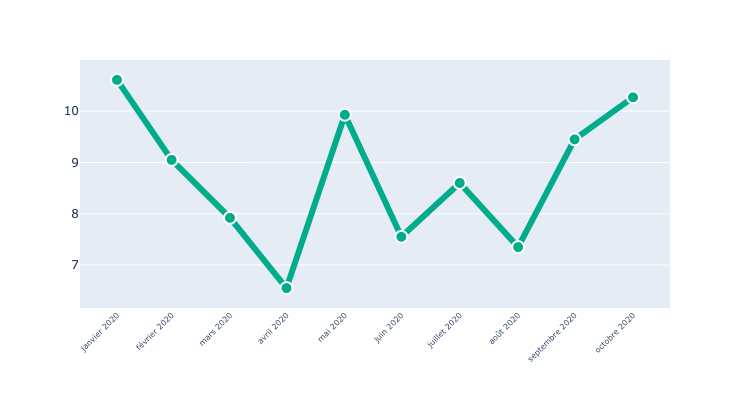 10
9
8
7
janvier 2020
février 2020
mars 2020
avril 2020
mai 2020
juin 2020
juillet 2020
août 2020
septembre 2020
octobre 2020